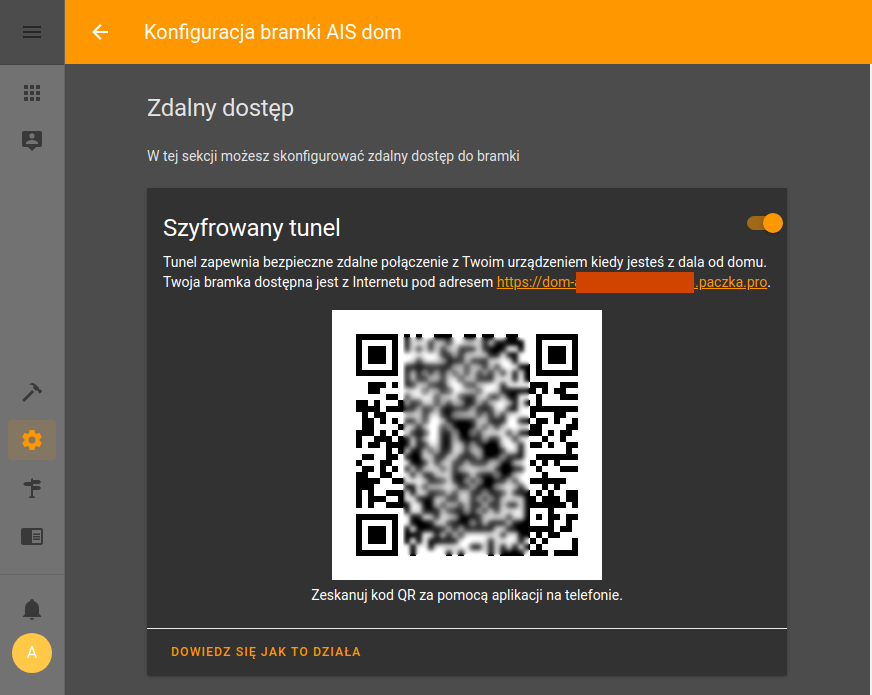 Konfiguracja bramki AIS dom
Zdalny dostęp
W tej sekcji możesz skonfigurować zdalny dostęp do bramki
Szyfrowany tunel
Tunel zapewnia bezpieczne zdalne połączenie z Twoim urządzeniem kiedy jesteś z dala od domu.
Twoja bramka dostępna jest z Internetu pod adresem https://dom- .paczka.pro.
Zeskanuj kod QR za pomocą aplikacji na telefonie.
DOWIEDZ SIĘ JAK TO DZIAŁA
A